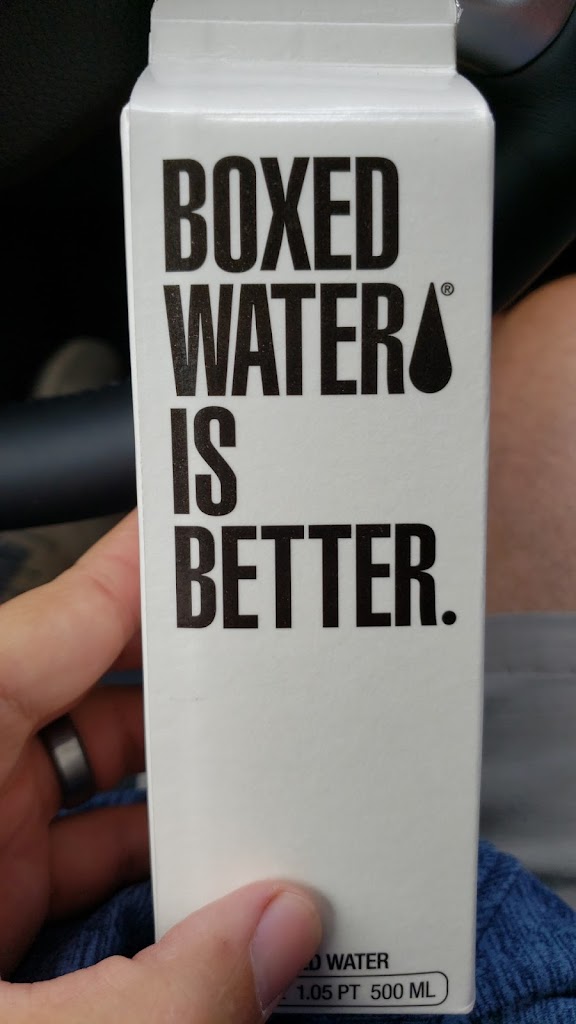 BOXED
WATER®
IS
BETTER.
WATER
1.05 PT 500 ML